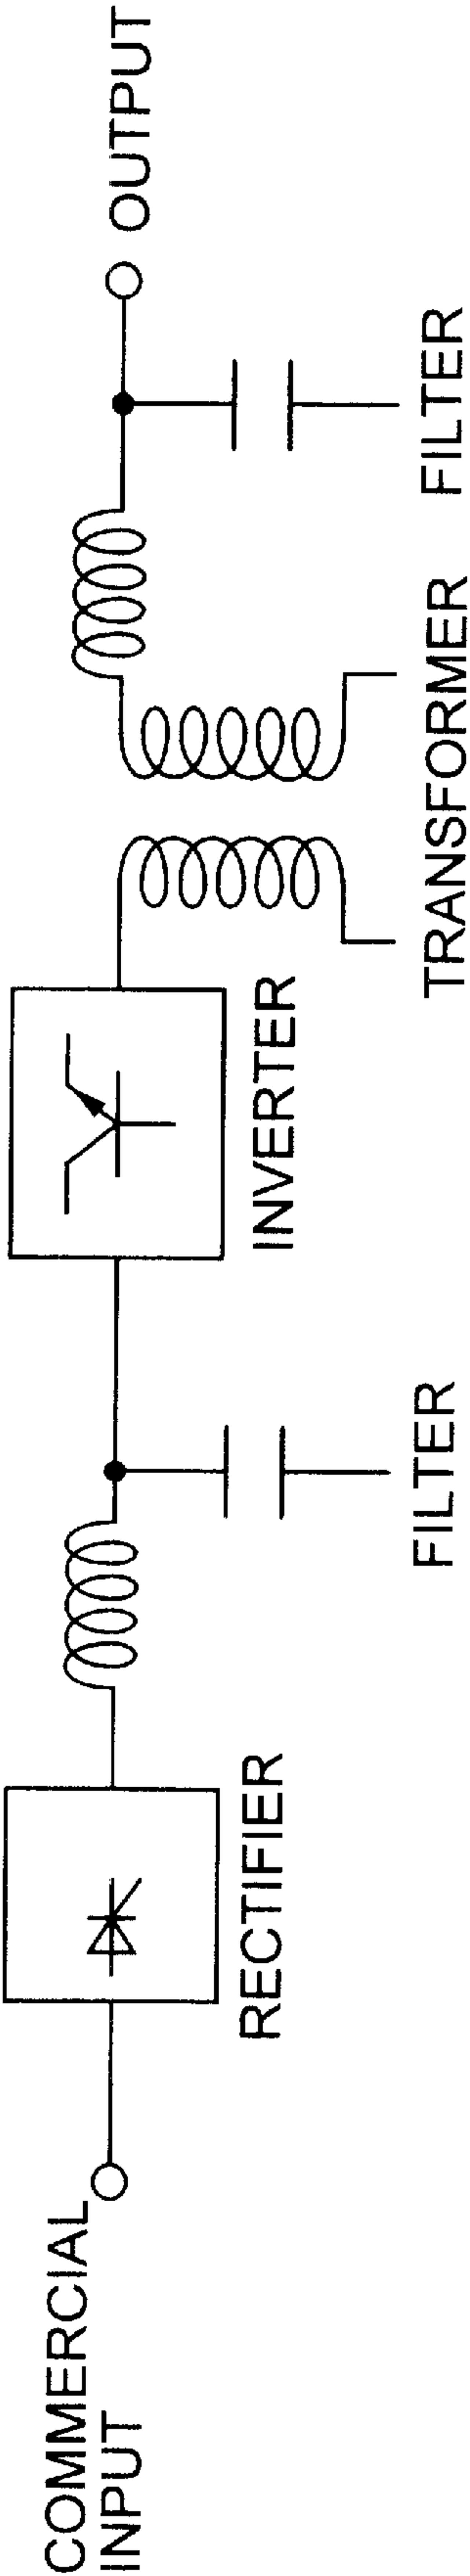 COMMERCIAL
INPUT
RECTIFIER
FILTER
INVERTER
TRANSFORMER
FILTER
OUTPUT